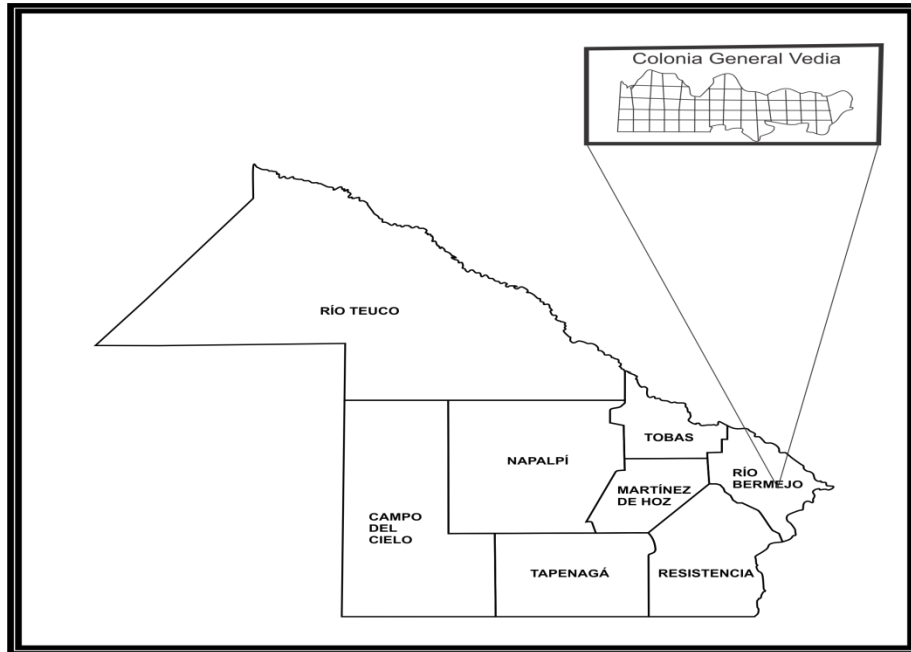 Colonia General Vedia
RÍO TEUCO
TOBAS
NAPALPÍ
RÍO
BERMEJO
MARTÍNEZ
DE HOZ
CAMPO
DEL
CIELO
TAPENAGÁ
RESISTENCIA